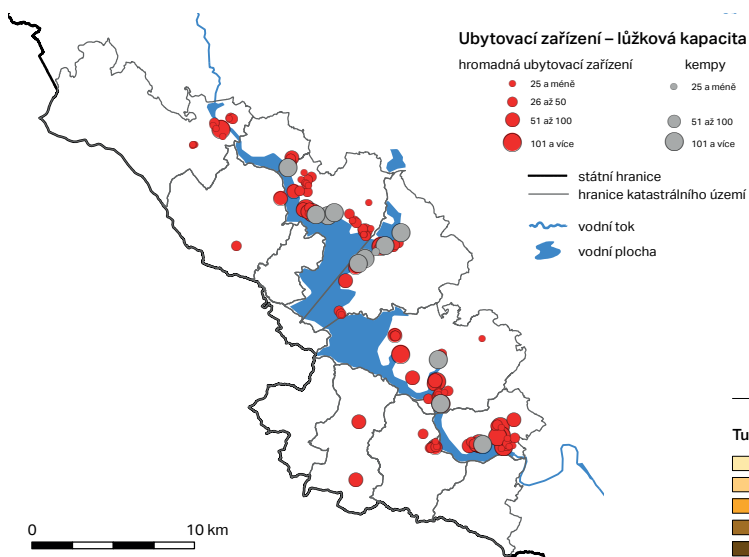 Ubytovací zařízení – lůžková kapacita
hromadná ubytovací zařízení
kempy
25 a méně
26 až 50
51 až 100
101 a více
25 a méně
51 až 100
101 a více
státní hranice
hranice katastrálního území
vodní tok
vodní plocha
Tu
0
10 km